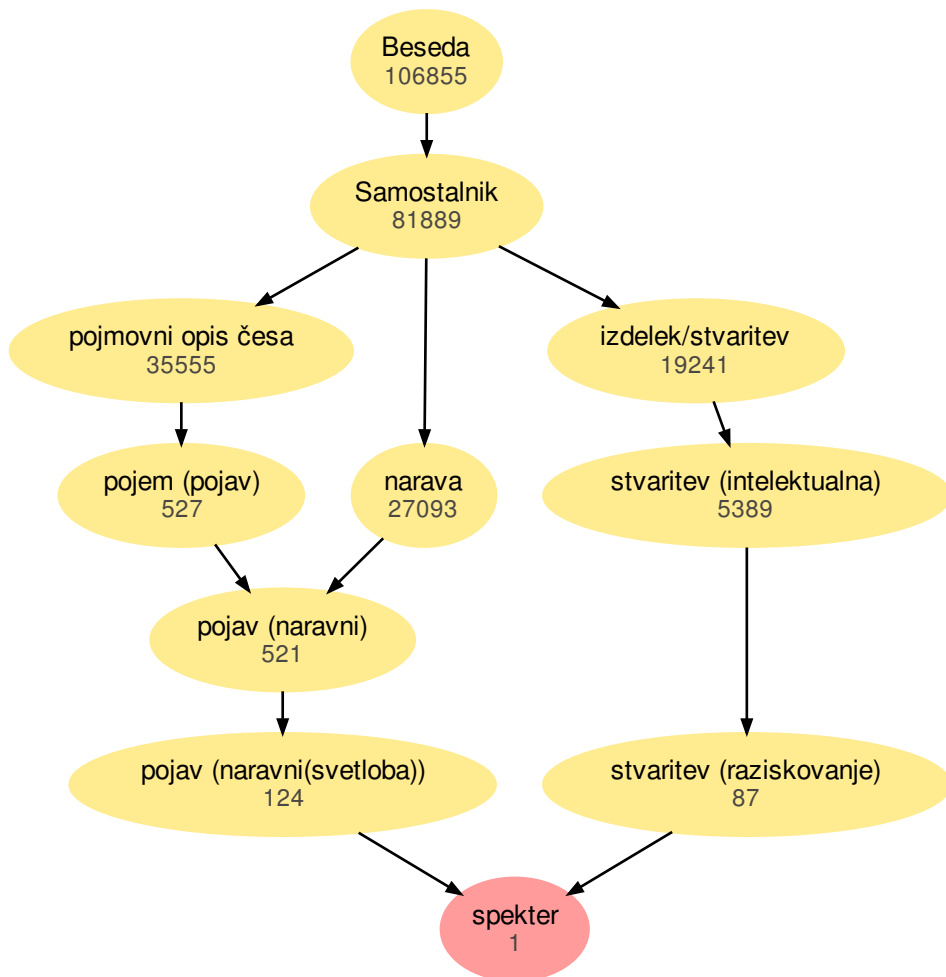 Beseda
106855
Samostalnik
81889
pojmovni opis česa
35555
izdelek/stvaritev
19241
pojem (pojav)
527
narava
27093
stvaritev (intelektualna)
5389
pojav (naravni)
521
pojav (naravni(svetloba))
124
stvaritev (raziskovanje)
87
spekter
1